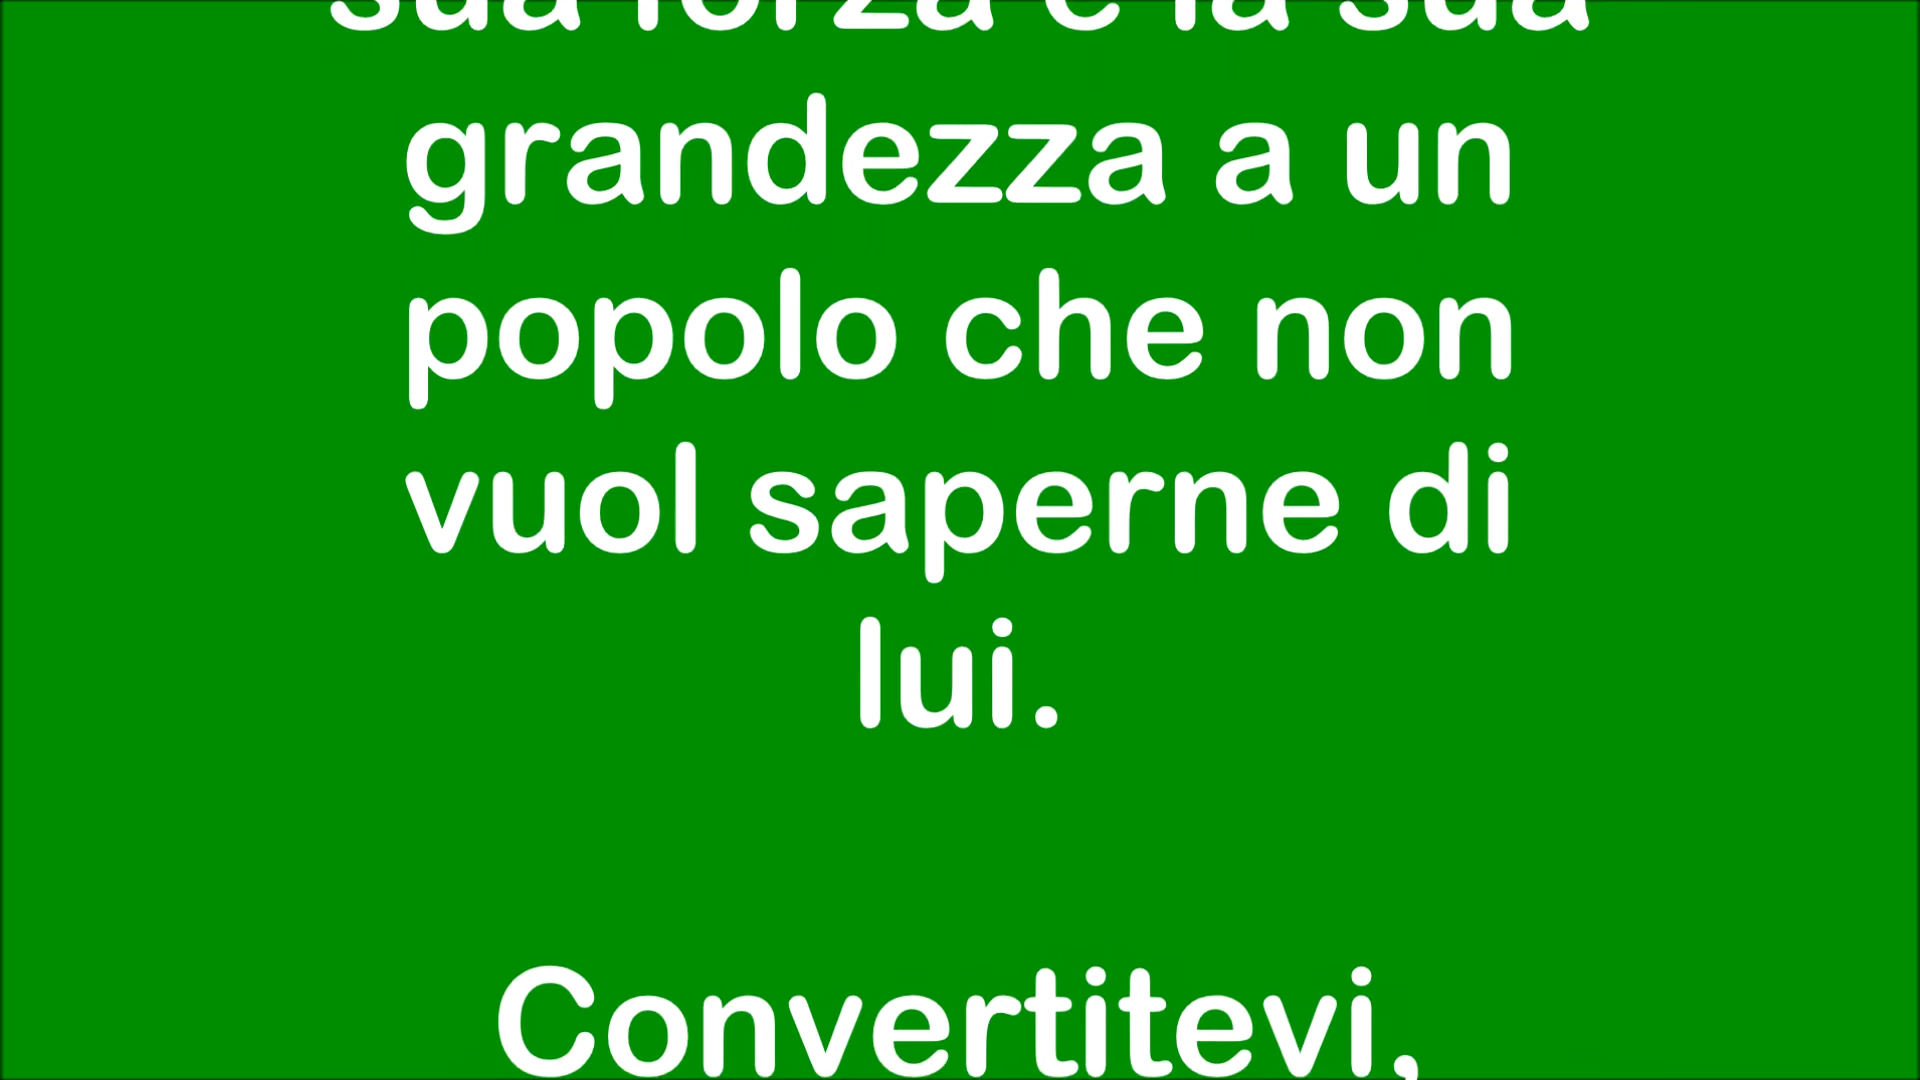 sua forza e la sua
grandezza a un
popolo che non
vuol saperne di
lui.
Convertitevi,